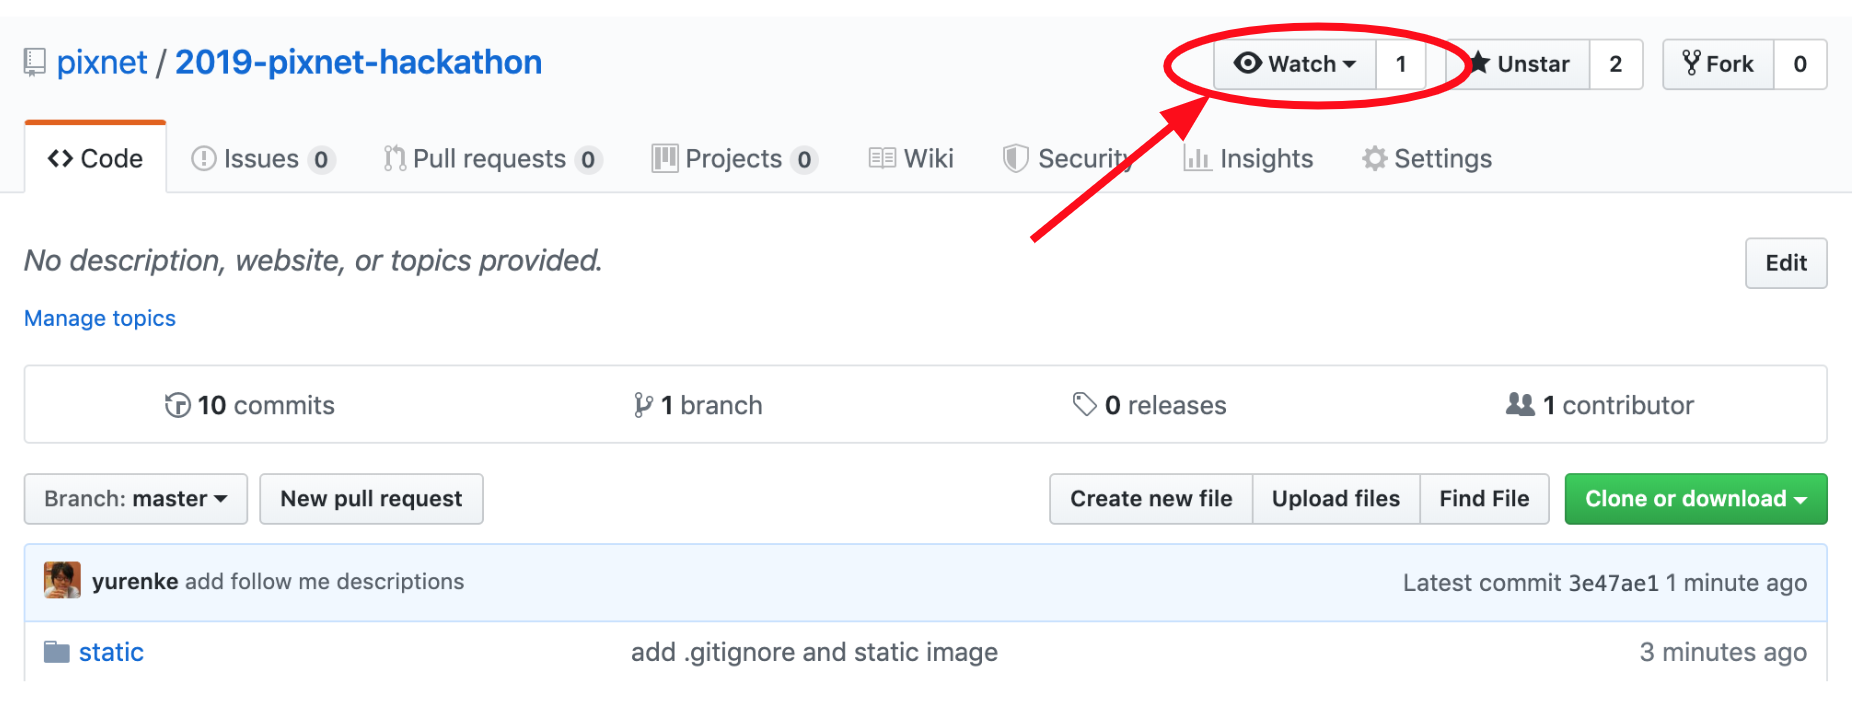 pixnet / 2019-pixnet-hackathon Watch 1 Unstar 2 Fork 0
Code Issues 0 Pull requests 0 Projects 0 Wiki Security Insights Settings
No description, website, or topics provided. Edit
Manage topics
10 commits 1 branch 0 releases 1 contributor
Branch: master New pull request Create new file Upload files Find File Clone or download
yurenke add follow me descriptions Latest commit 3e47ae1 1 minute ago
static add .gitignore and static image 3 minutes ago